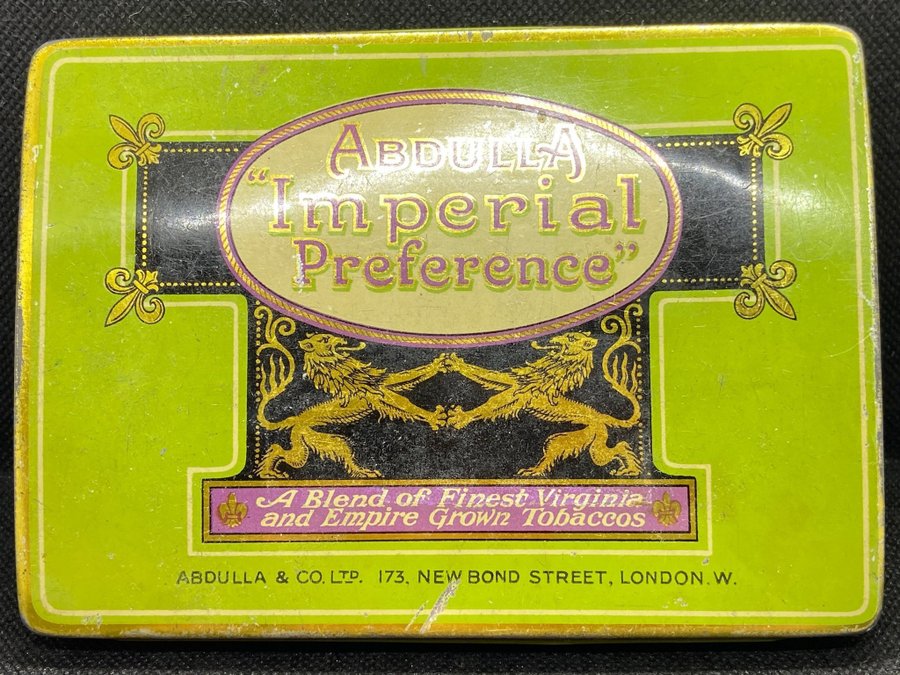 ABDULLA
"Imperial
Preference"
A Blend of Finest Virginia
and Empire Grown Tobaccos
ABDULLA & CO. LTD. 173, NEW BOND STREET, LONDON. W.